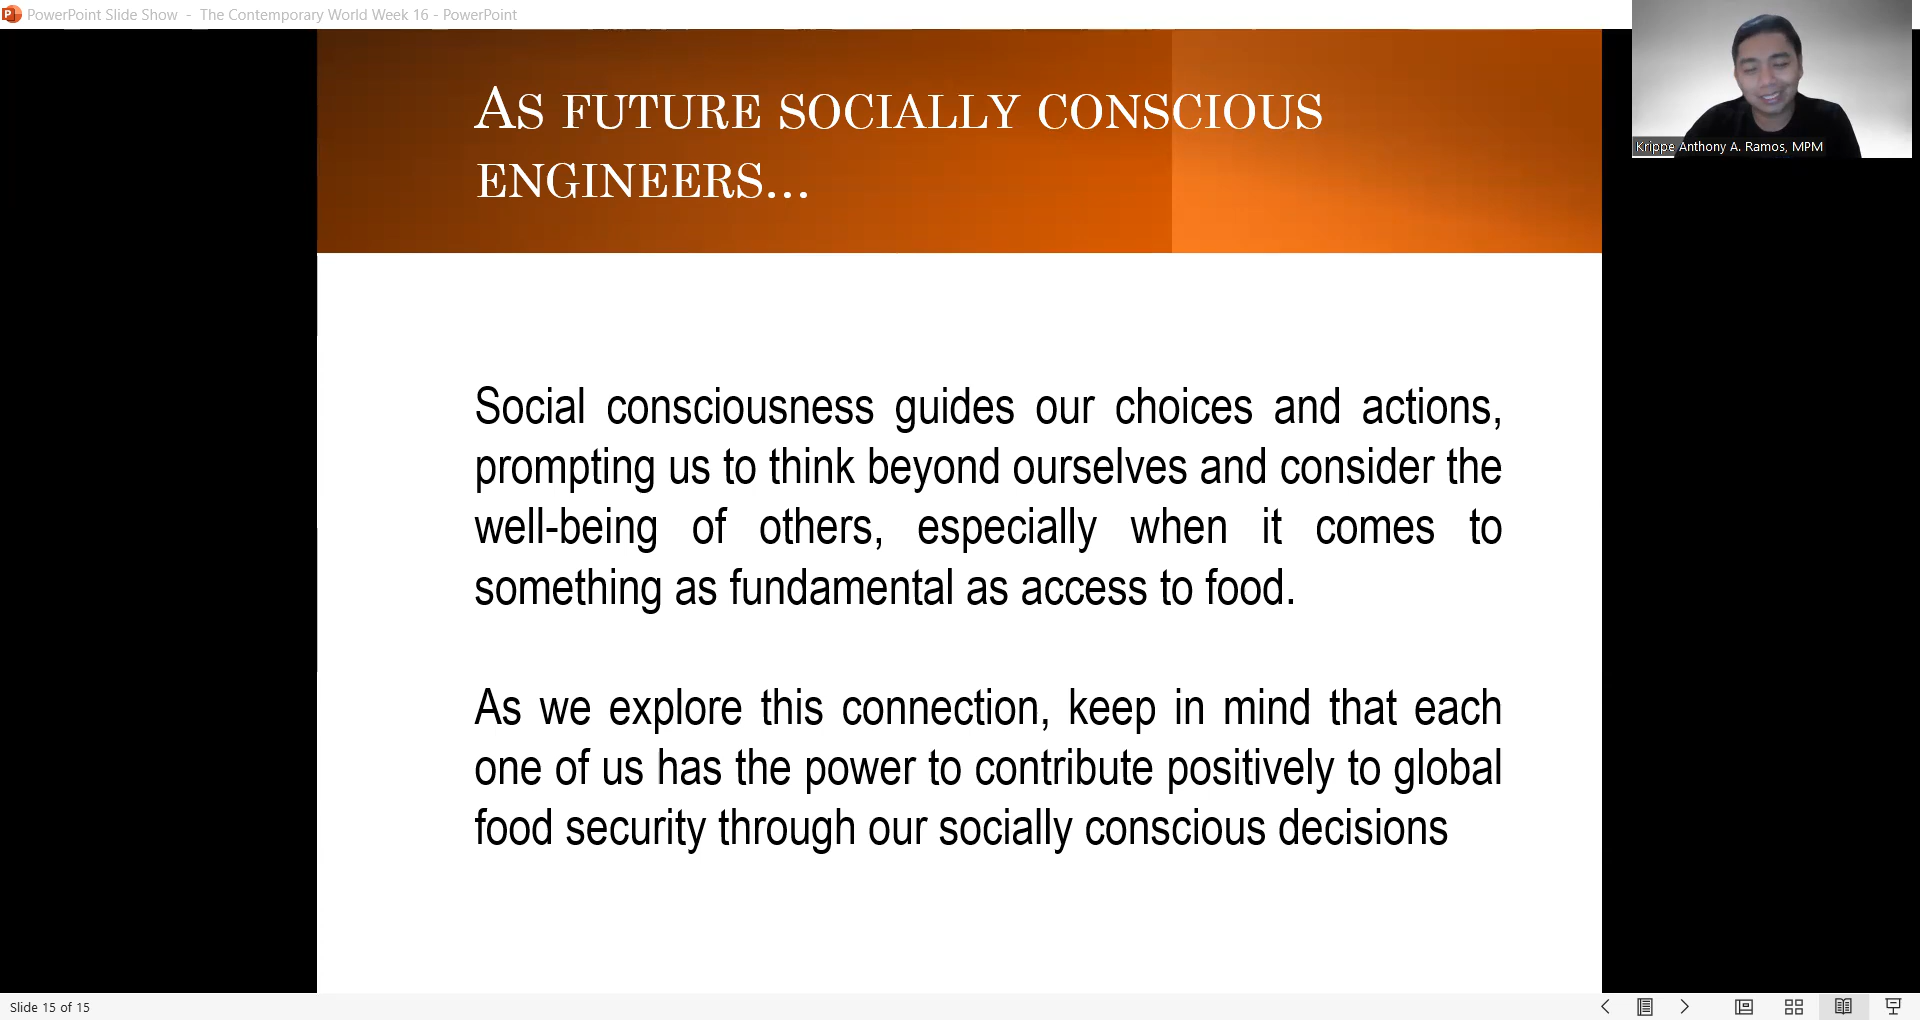 PowerPoint Slide Show - The Contemporary World Week 16 - PowerPoint
Krippe Anthony A. Ramos, MPM
AS FUTURE SOCIALLY CONSCIOUS
ENGINEERS...
Social consciousness guides our choices and actions,
prompting us to think beyond ourselves and consider the
well-being of others, especially when it comes to
something as fundamental as access to food.
As we explore this connection, keep in mind that each
one of us has the power to contribute positively to global
food security through our socially conscious decisions
Slide 15 of 15